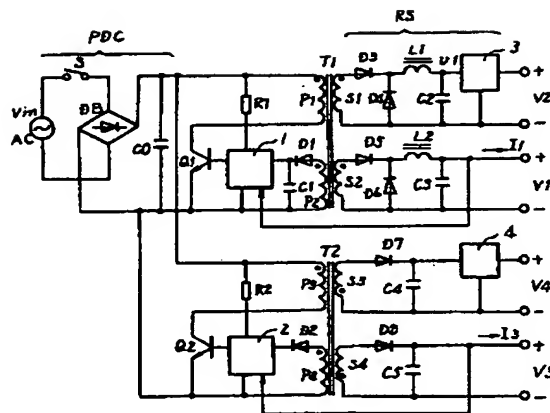 PDC
RS
S
T1
D3
L1
U1
3
+
Vin
AC
DB
C0
R1
P1
S1
D4
C2
V2
-
Q1
1
D1
C1
P2
D5
S2
D6
L2
C3
I1
+
V1
-
T2
D7
4
+
R2
P3
S3
C4
V4
-
Q2
2
D2
P4
S4
D8
C5
I3
+
V3
-